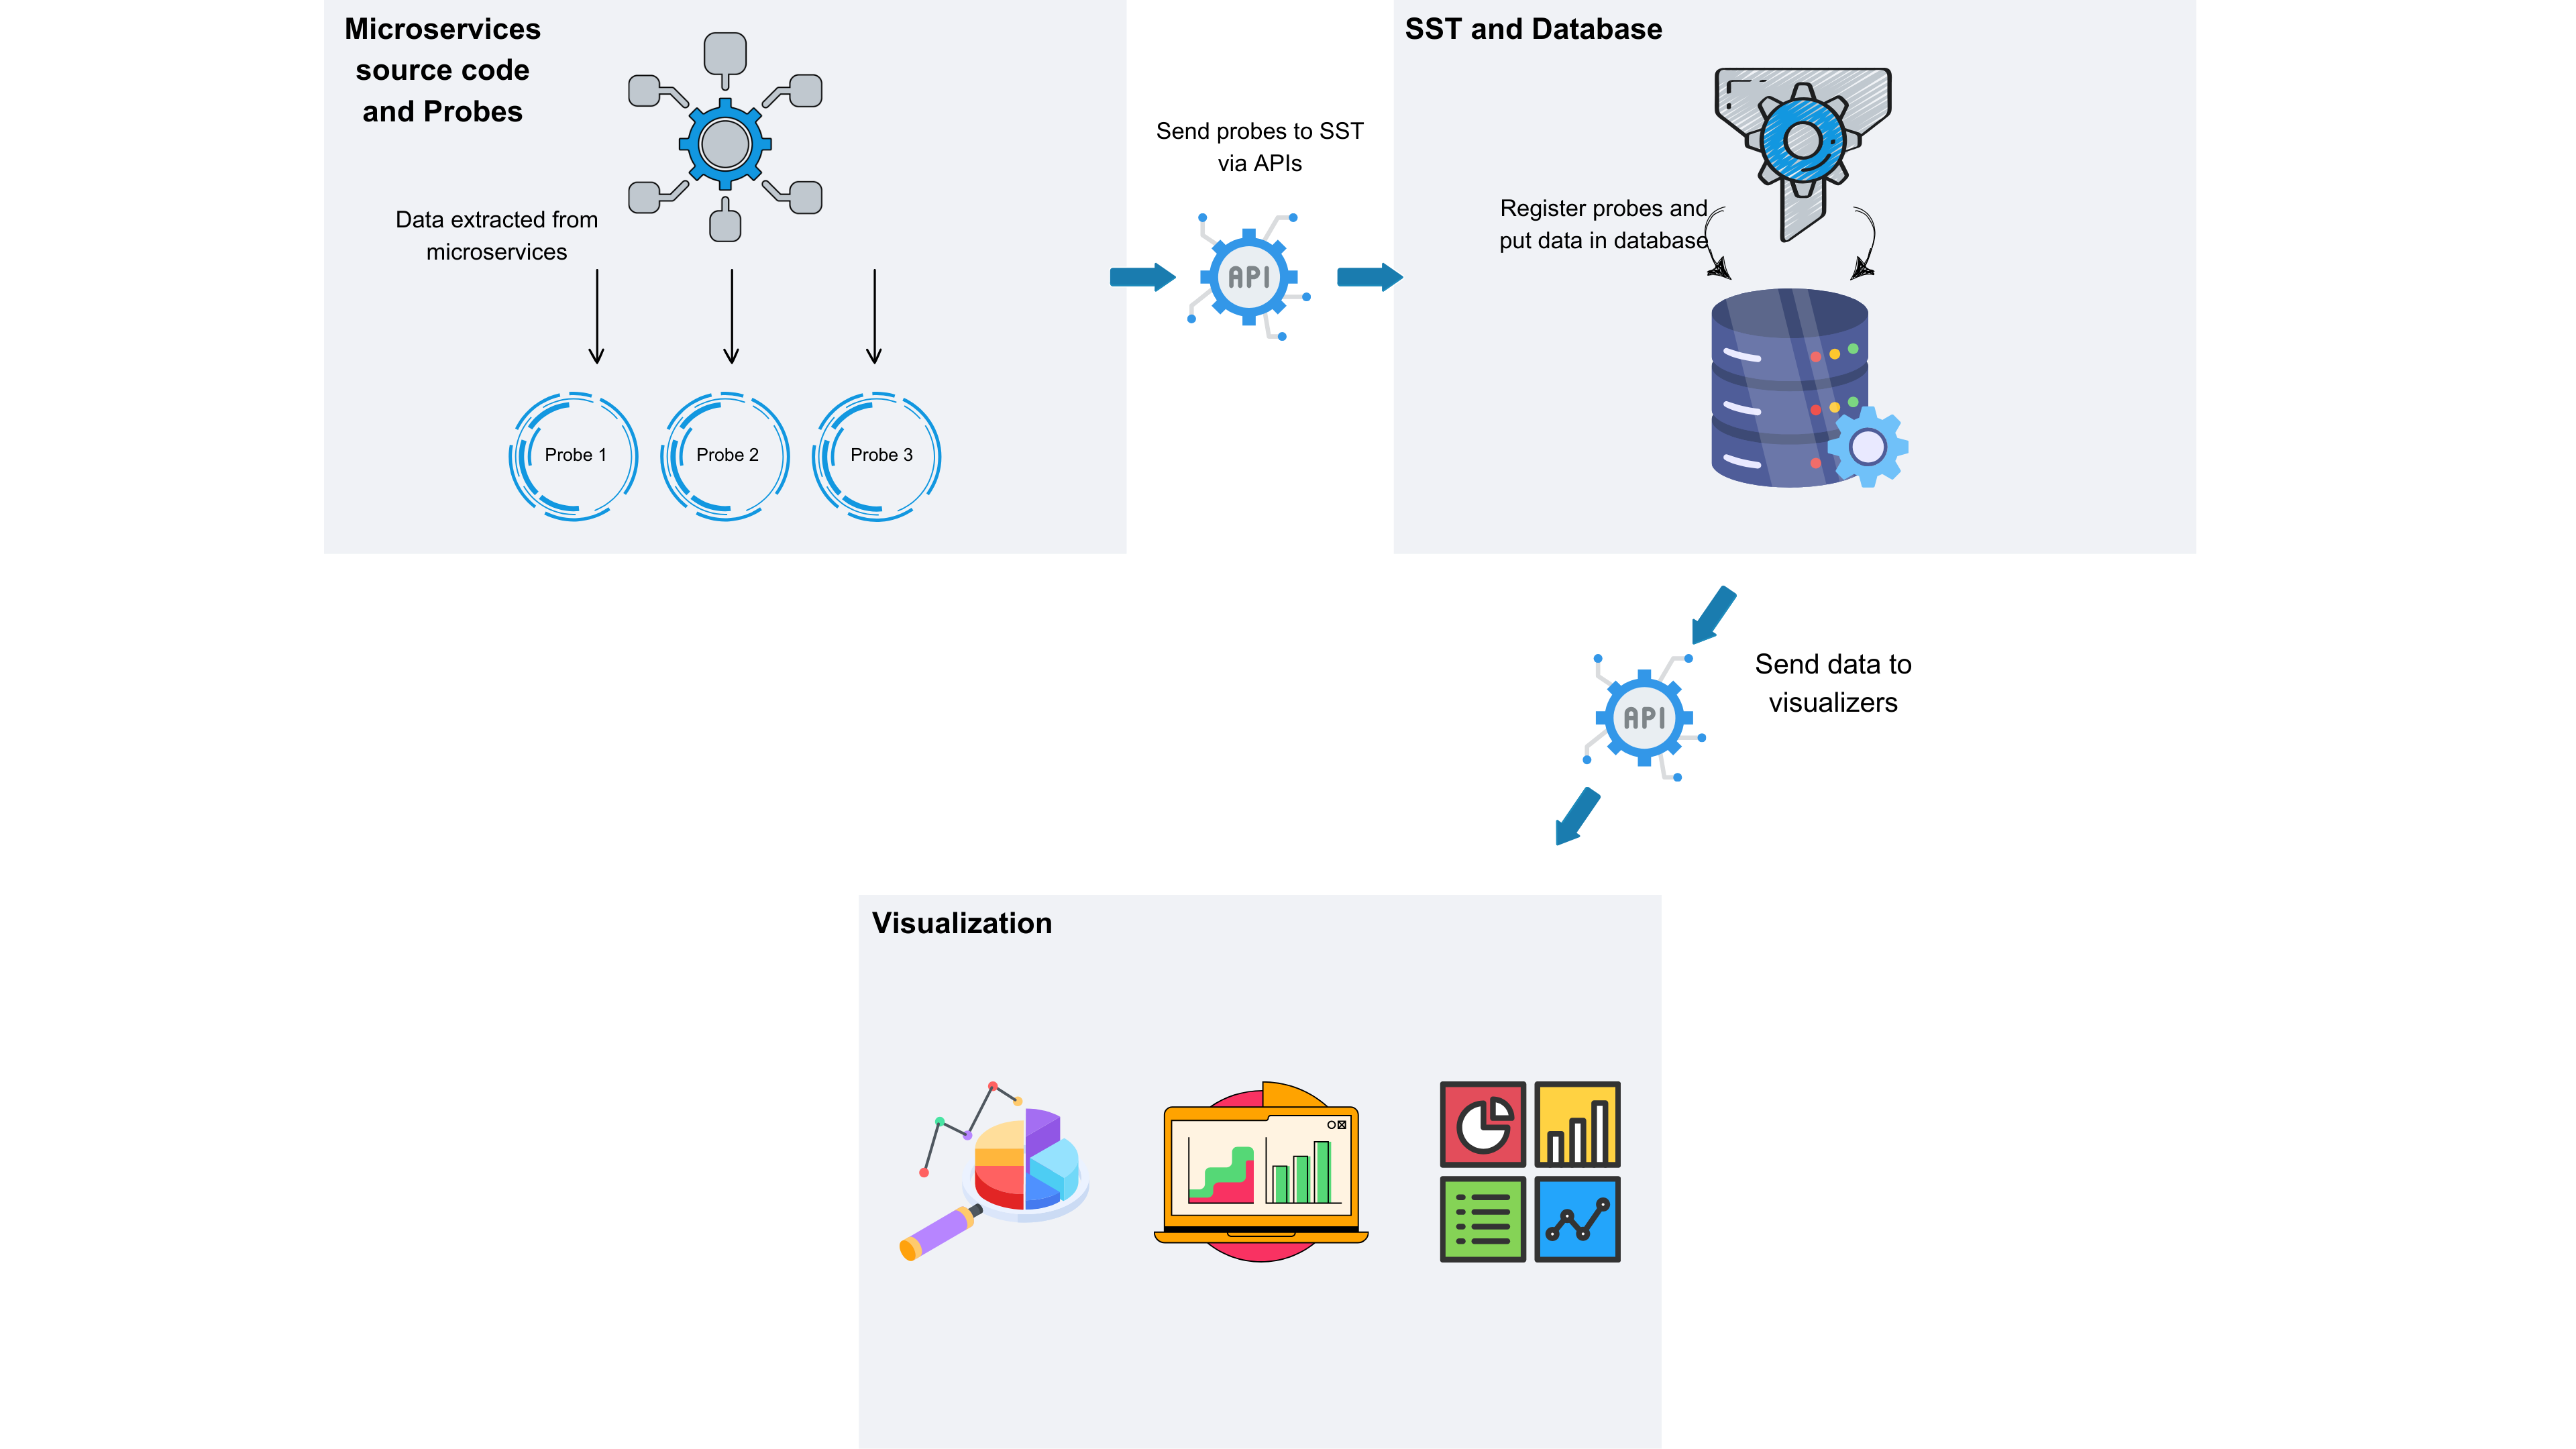 Microservices
source code
and Probes
Data extracted from
microservices
Probe 1
Probe 2
Probe 3
Send probes to SST
via APIs
API
SST and Database
Register probes and
put data in database
API
Send data to
visualizers
Visualization